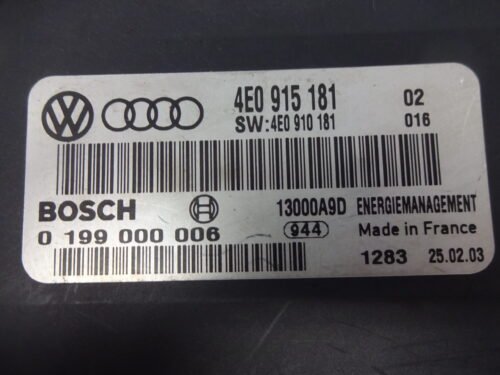 4E0 915 181 02
SW:4E0 910 181 016
BOSCH 13000A9D ENERGIEMANAGEMENT
0 199 000 006 944 Made in France
1283 25.02.03